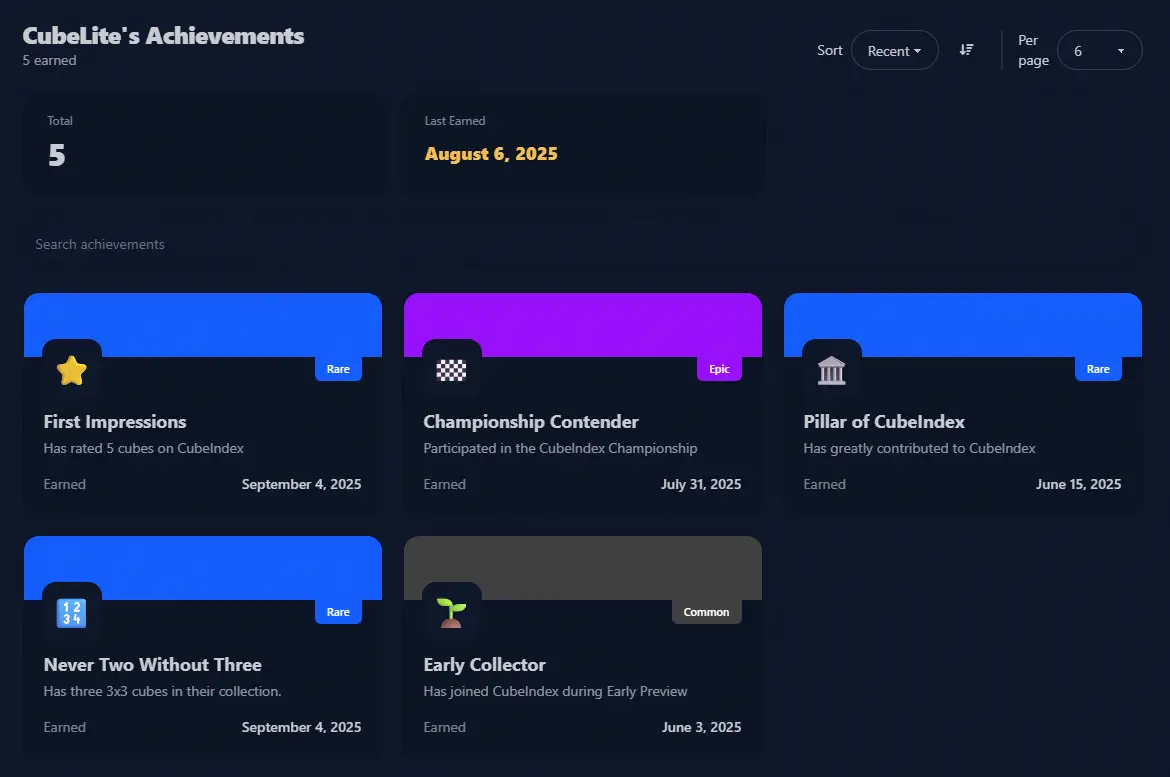 CubeLite's Achievements
5 earned
Sort
Recent
Per
page
6
Total
5
Last Earned
August 6, 2025
Search achievements
Rare
First Impressions
Has rated 5 cubes on CubeIndex
Earned
September 4, 2025
Epic
Championship Contender
Participated in the CubeIndex Championship
Earned
July 31, 2025
Rare
Pillar of CubeIndex
Has greatly contributed to CubeIndex
Earned
June 15, 2025
1 2
3 4
Rare
Never Two Without Three
Has three 3x3 cubes in their collection.
Earned
September 4, 2025
Common
Early Collector
Has joined CubeIndex during Early Preview
Earned
June 3, 2025